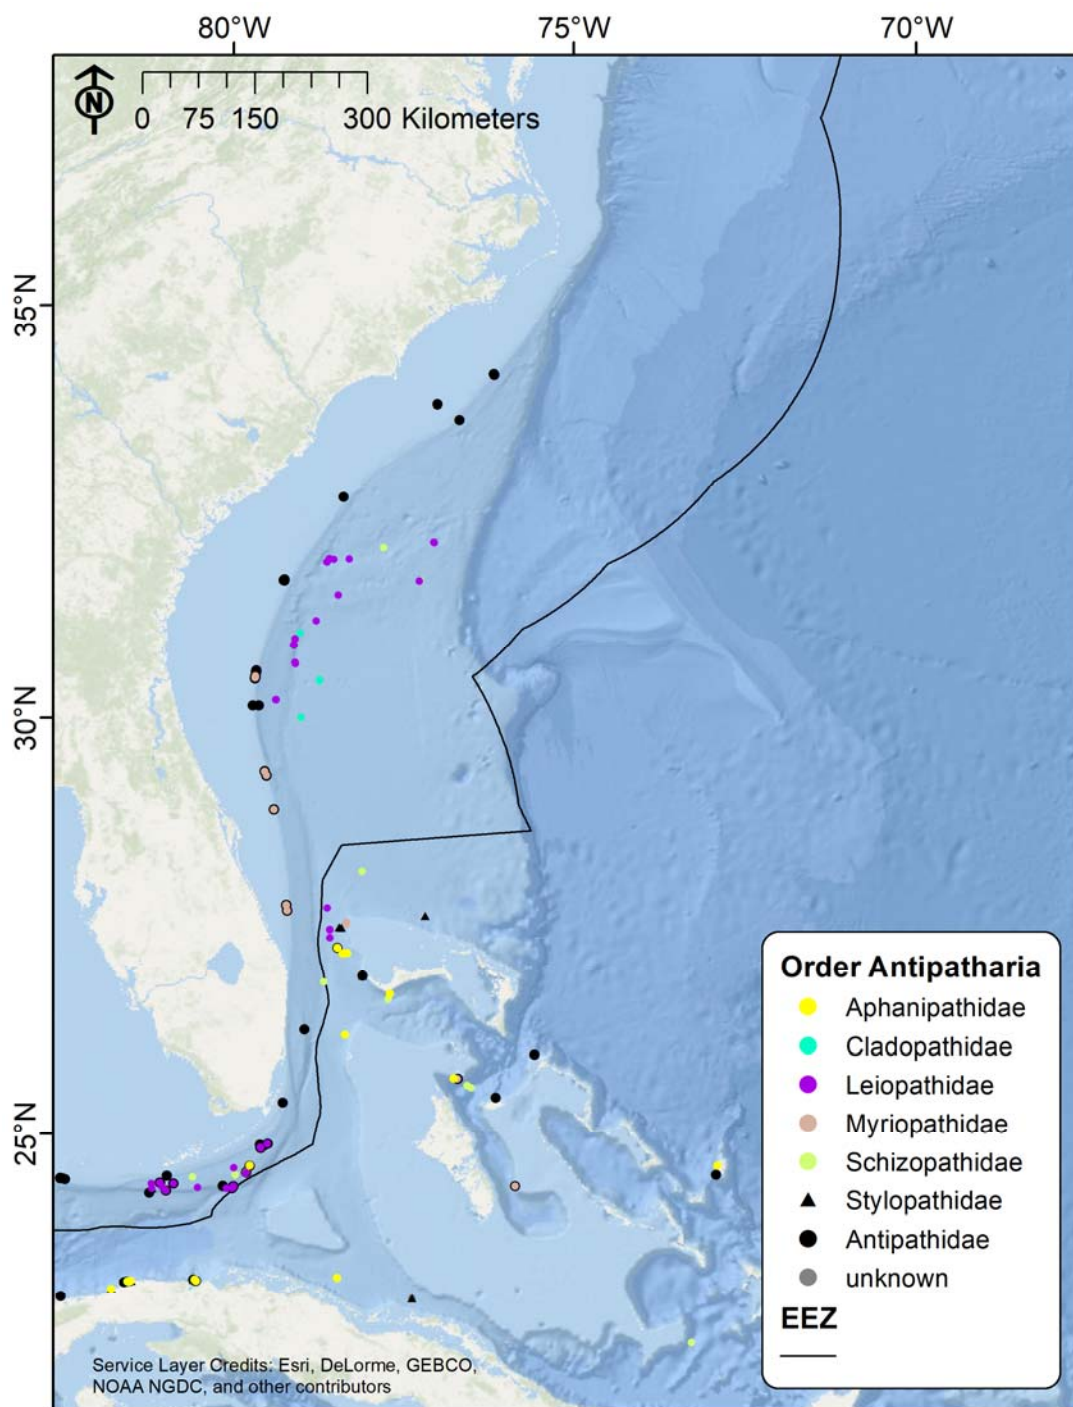 80°W 75°W 70°W
N
0 75 150 300 Kilometers
35°N
30°N
25°N
Order Antipatharia
Aphanipathidae
Cladopathidae
Leiopathidae
Myriopathidae
Schizopathidae
Stylopathidae
Antipathidae
unknown
EEZ
Service Layer Credits: Esri, DeLorme, GEBCO,
NOAA NGDC, and other contributors